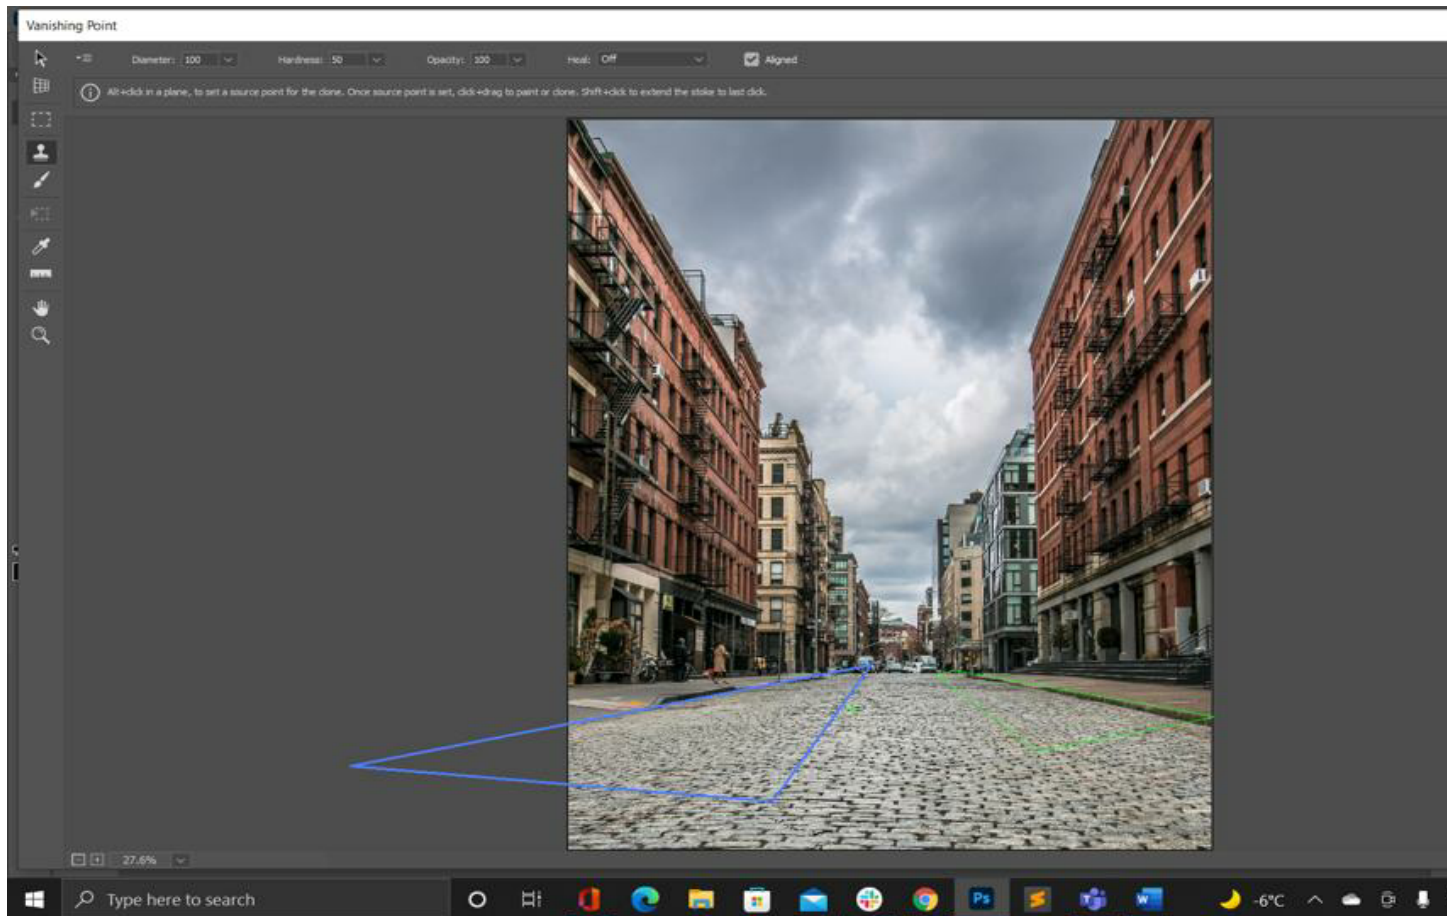 Vanishing Point
Diameter: 100 Hardness: 50 Opacity: 100 Heal: Off Aligned
Alt+click in a plane, to set a source point for the clone. Once source point is set, click+drag to paint or clone. Shift+click to extend the stoke to last click.
27.6%
Type here to search
Ps
W
-6°C